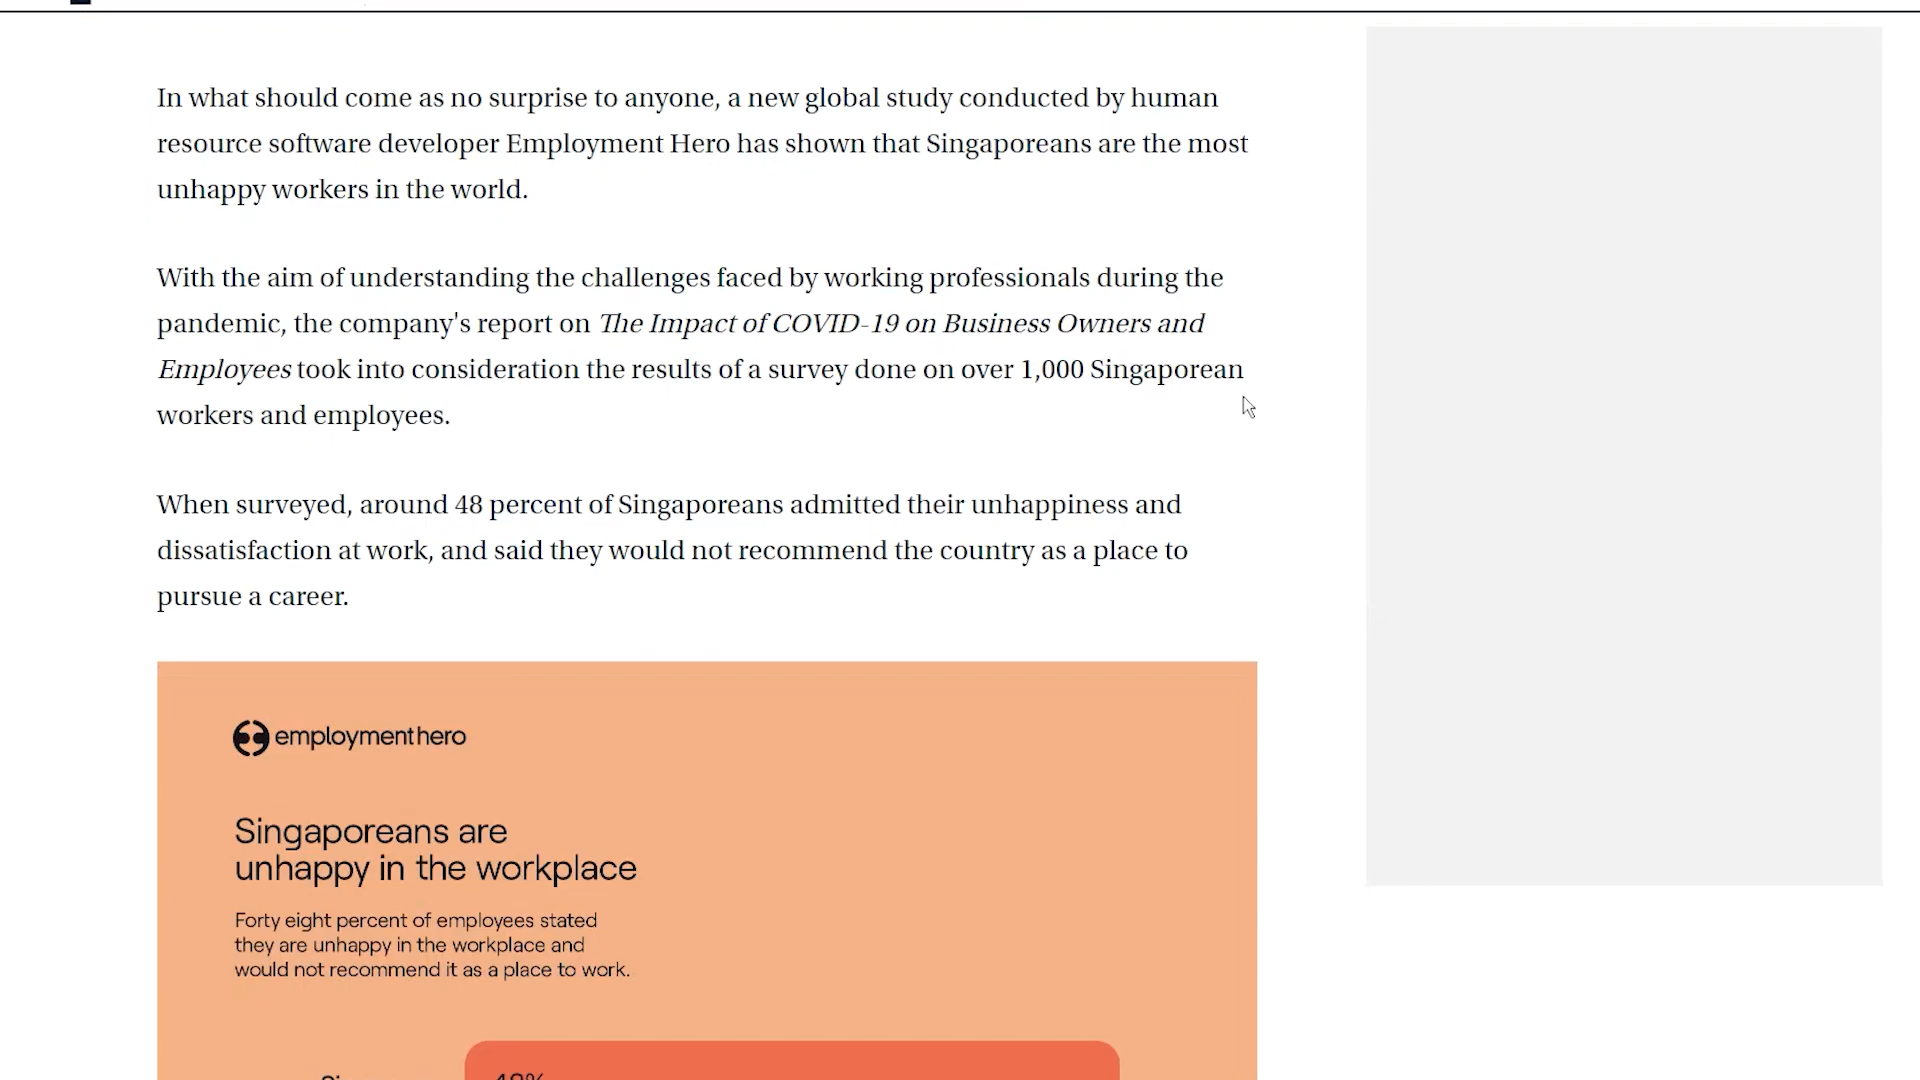 In what should come as no surprise to anyone, a new global study conducted by human
resource software developer Employment Hero has shown that Singaporeans are the most
unhappy workers in the world.
With the aim of understanding the challenges faced by working professionals during the
pandemic, the company's report on The Impact of COVID-19 on Business Owners and
Employees took into consideration the results of a survey done on over 1,000 Singaporean
workers and employees.
When surveyed, around 48 percent of Singaporeans admitted their unhappiness and
dissatisfaction at work, and said they would not recommend the country as a place to
pursue a career.
employmenthero
Singaporeans are
unhappy in the workplace
Forty eight percent of employees stated
they are unhappy in the workplace and
would not recommend it as a place to work.
48%